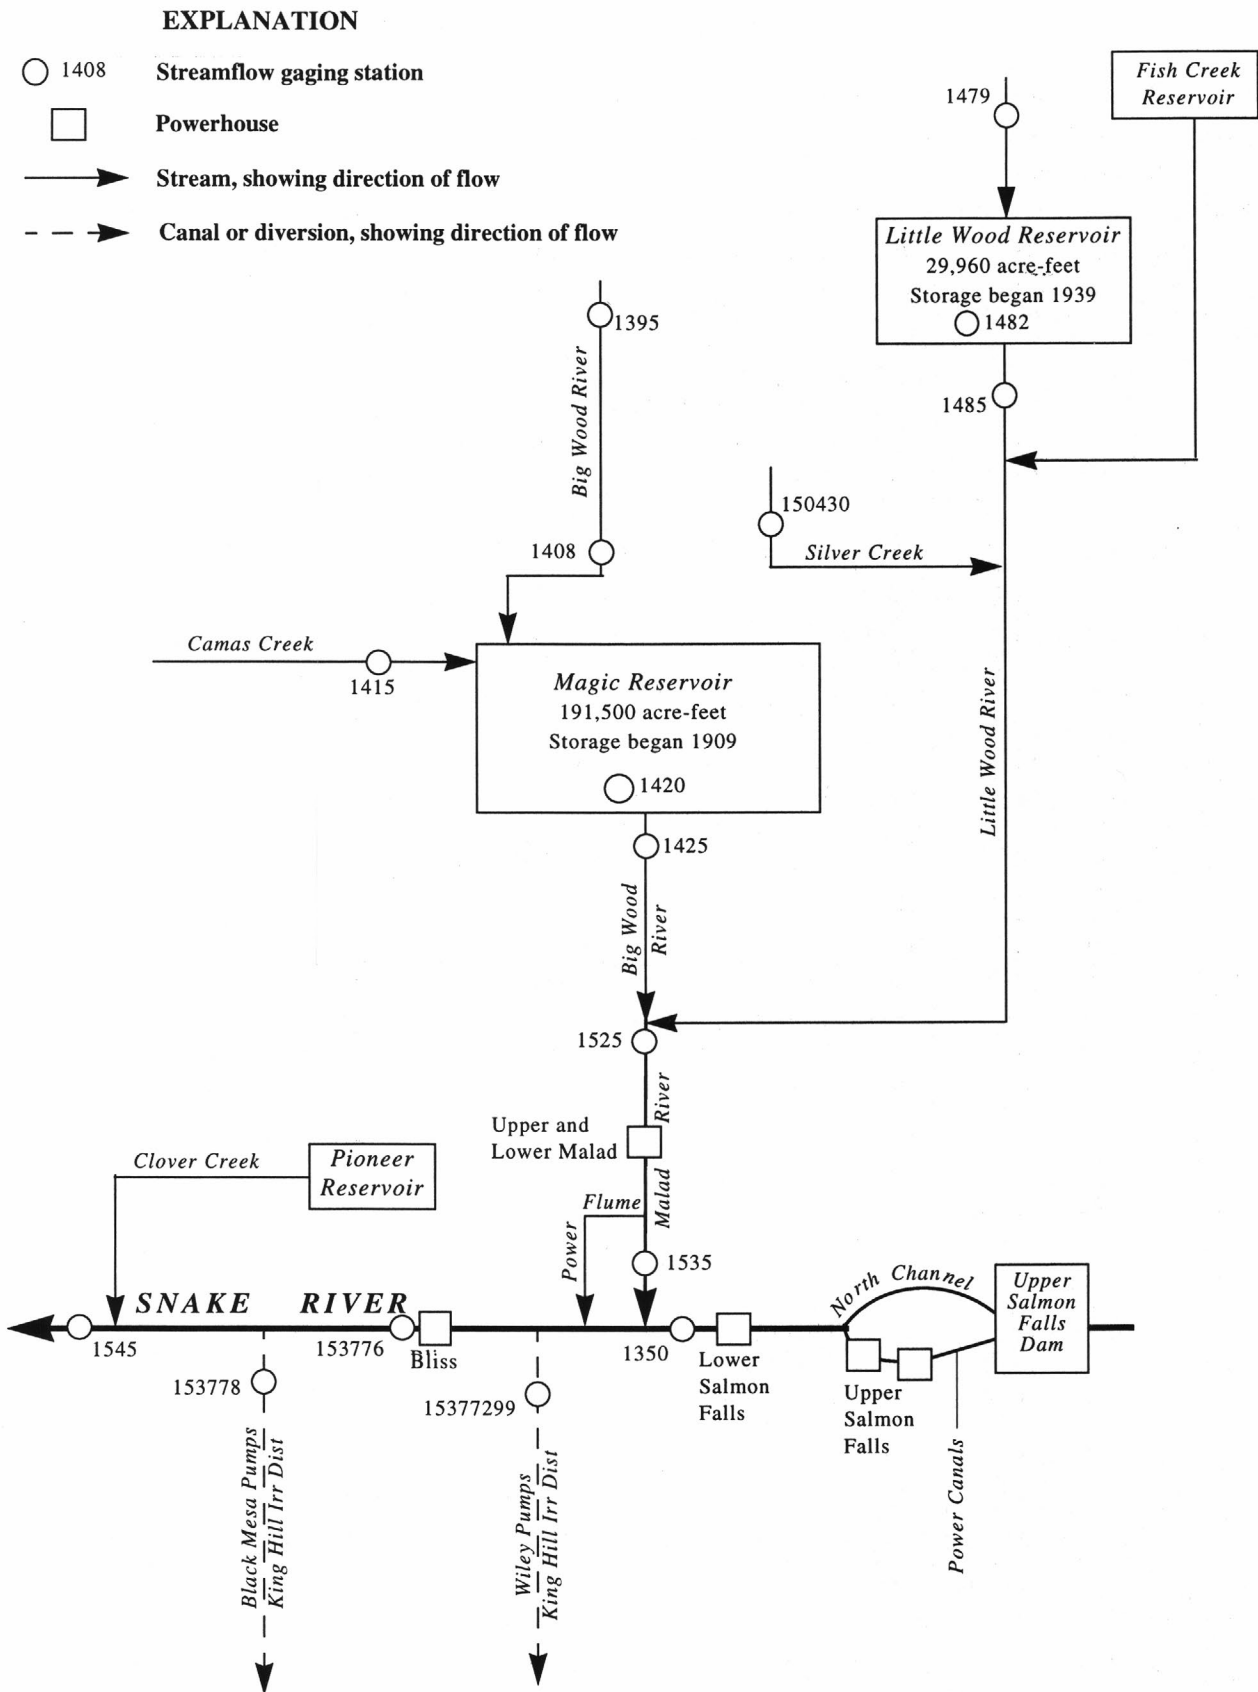 EXPLANATION
1408 Streamflow gaging station
Powerhouse
Stream, showing direction of flow
Canal or diversion, showing direction of flow
1479
Fish Creek
Reservoir
Little Wood Reservoir
29,960 acre-feet
Storage began 1939
1482
1395
Big Wood River
1485
150430
1408
Silver Creek
Camas Creek
1415
Magic Reservoir
191,500 acre-feet
Storage began 1909
1420
Little Wood River
1425
Big Wood
River
1525
River
Upper and
Lower Malad
Malad
Clover Creek
Pioneer
Reservoir
Flume
Power
1535
North Channel
Upper
Salmon
Falls
Dam
SNAKE RIVER
1545
153776
Bliss
1350
Lower
Salmon
Falls
Upper
Salmon
Falls
153778
15377299
Black Mesa Pumps
King Hill Irr Dist
Wiley Pumps
King Hill Irr Dist
Power Canals